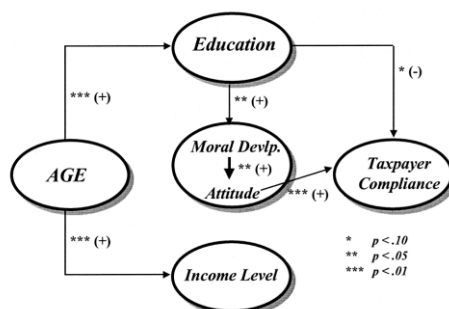 Education
* (-)
*** (+)
** (+)
Moral Devlp.
** (+)
AGE
Attitude
*** (+)
Taxpayer
Compliance
*** (+)
Income Level
* p < .10
** p < .05
*** p < .01